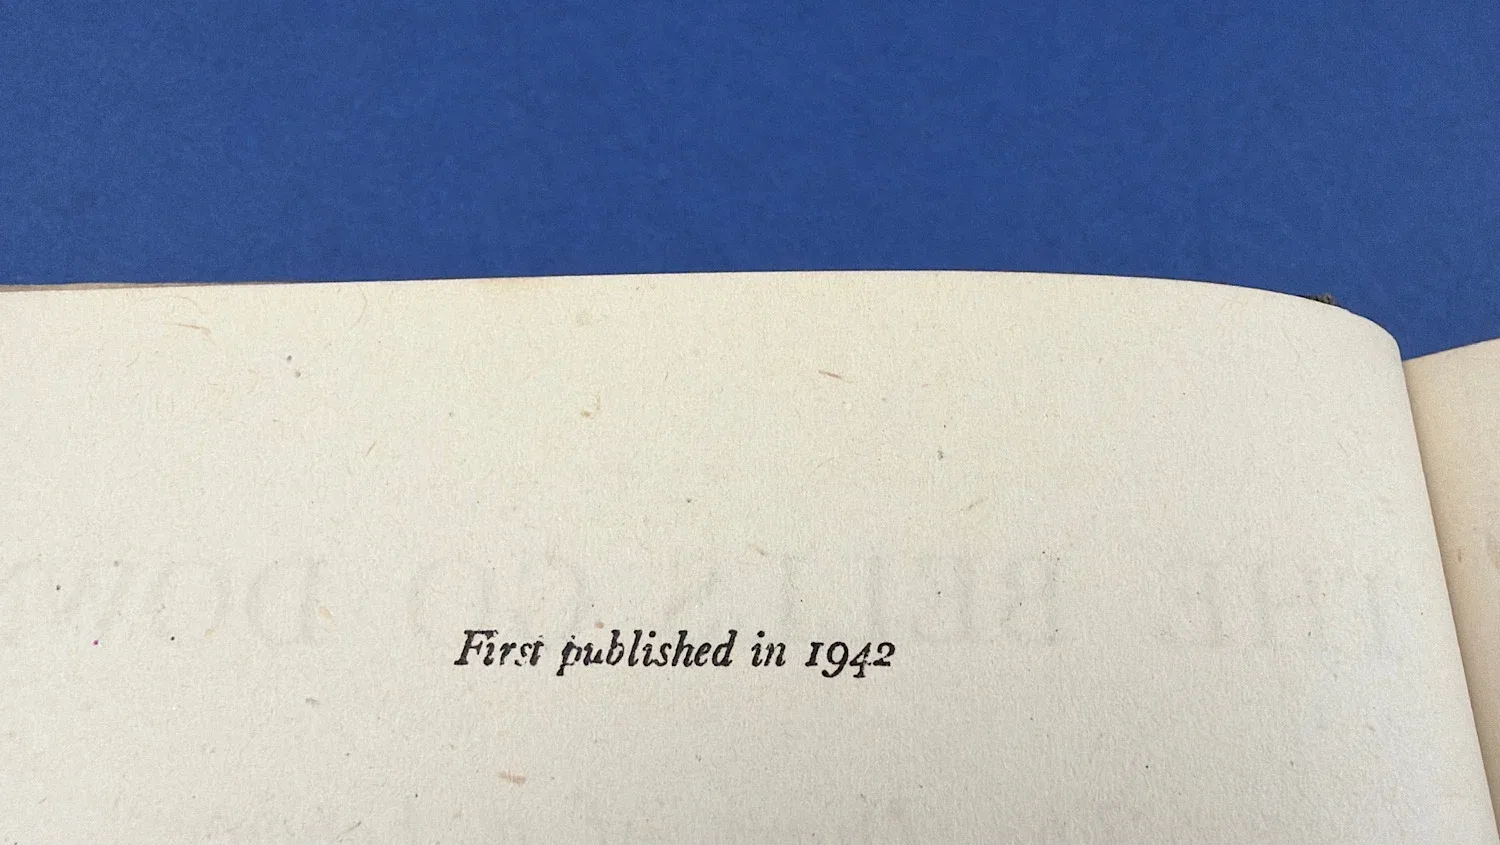 First published in 1942